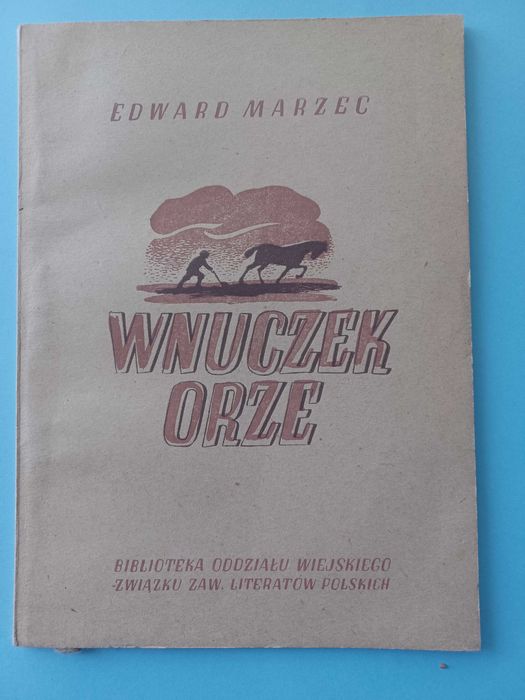 EDWARD MARZEC
WNUCZEK
ORZE
BIBLIOTEKA ODDZIAŁU WIEJSKIEGO
ZWIĄZKU ZAW. LITERATÓW POLSKICH